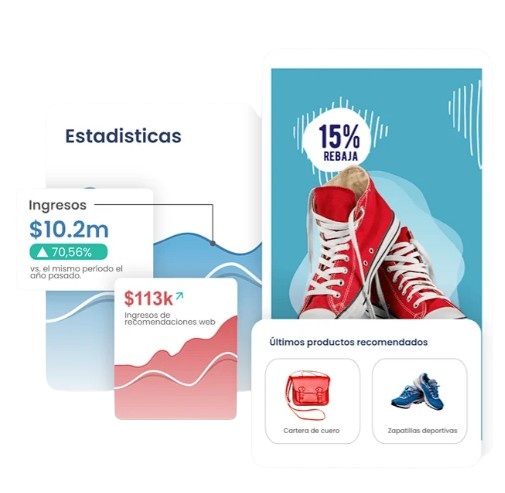 Estadisticas
Ingresos
$10.2m
70,56%
vs. el mismo período el
año pasado.
$113k
Ingresos de
recomendaciones web
15%
REBAJA
Últimos productos recomendados
Cartera de cuero
Zapatillas deportivas